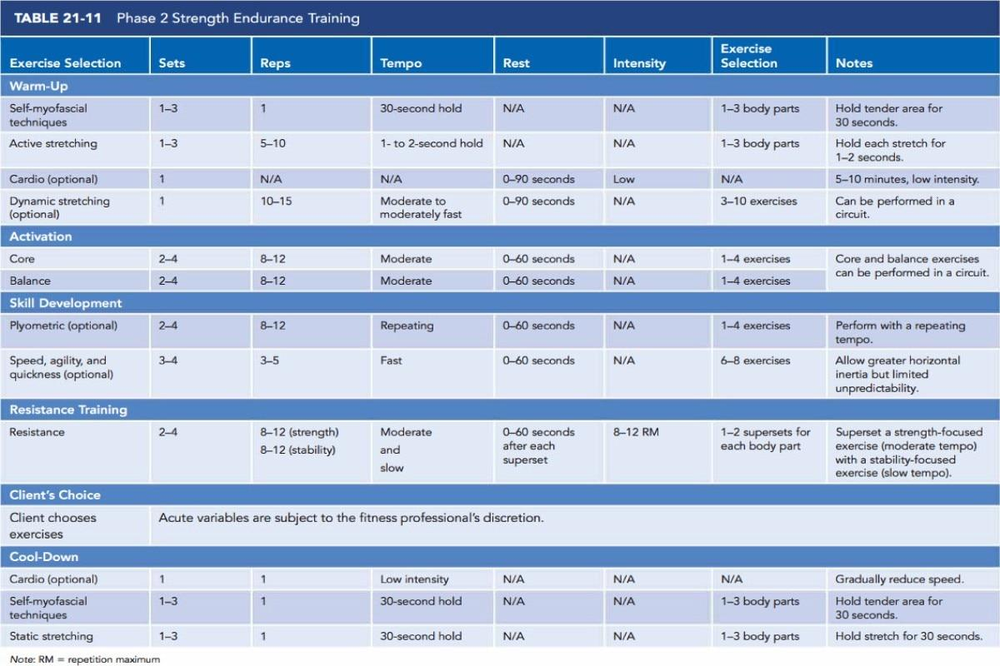 TABLE 21-11 Phase 2 Strength Endurance Training
Exercise Selection Sets Reps Tempo Rest Intensity Exercise Selection Notes
Warm-Up
Self-myofascial techniques 1–3 1 30-second hold N/A N/A 1–3 body parts Hold tender area for 30 seconds.
Active stretching 1–3 5–10 1- to 2-second hold N/A N/A 1–3 body parts Hold each stretch for 1–2 seconds.
Cardio (optional) 1 N/A N/A 0–90 seconds Low N/A 5–10 minutes, low intensity.
Dynamic stretching (optional) 1 10–15 Moderate to moderately fast 0–90 seconds N/A 3–10 exercises Can be performed in a circuit.
Activation
Core 2–4 8–12 Moderate 0–60 seconds N/A 1–4 exercises Core and balance exercises can be performed in a circuit.
Balance 2–4 8–12 Moderate 0–60 seconds N/A 1–4 exercises
Skill Development
Plyometric (optional) 2–4 8–12 Repeating 0–60 seconds N/A 1–4 exercises Perform with a repeating tempo.
Speed, agility, and quickness (optional) 3–4 3–5 Fast 0–60 seconds N/A 6–8 exercises Allow greater horizontal inertia but limited unpredictability.
Resistance Training
Resistance 2–4 8–12 (strength) 8–12 (stability) Moderate and slow 0–60 seconds after each superset 8–12 RM 1–2 supersets for each body part Superset a strength-focused exercise (moderate tempo) with a stability-focused exercise (slow tempo).
Client's Choice
Client chooses exercises Acute variables are subject to the fitness professional's discretion.
Cool-Down
Cardio (optional) 1 1 Low intensity N/A N/A N/A Gradually reduce speed.
Self-myofascial techniques 1–3 1 30-second hold N/A N/A 1–3 body parts Hold tender area for 30 seconds.
Static stretching 1–3 1 30-second hold N/A N/A 1–3 body parts Hold stretch for 30 seconds.
Note: RM = repetition maximum